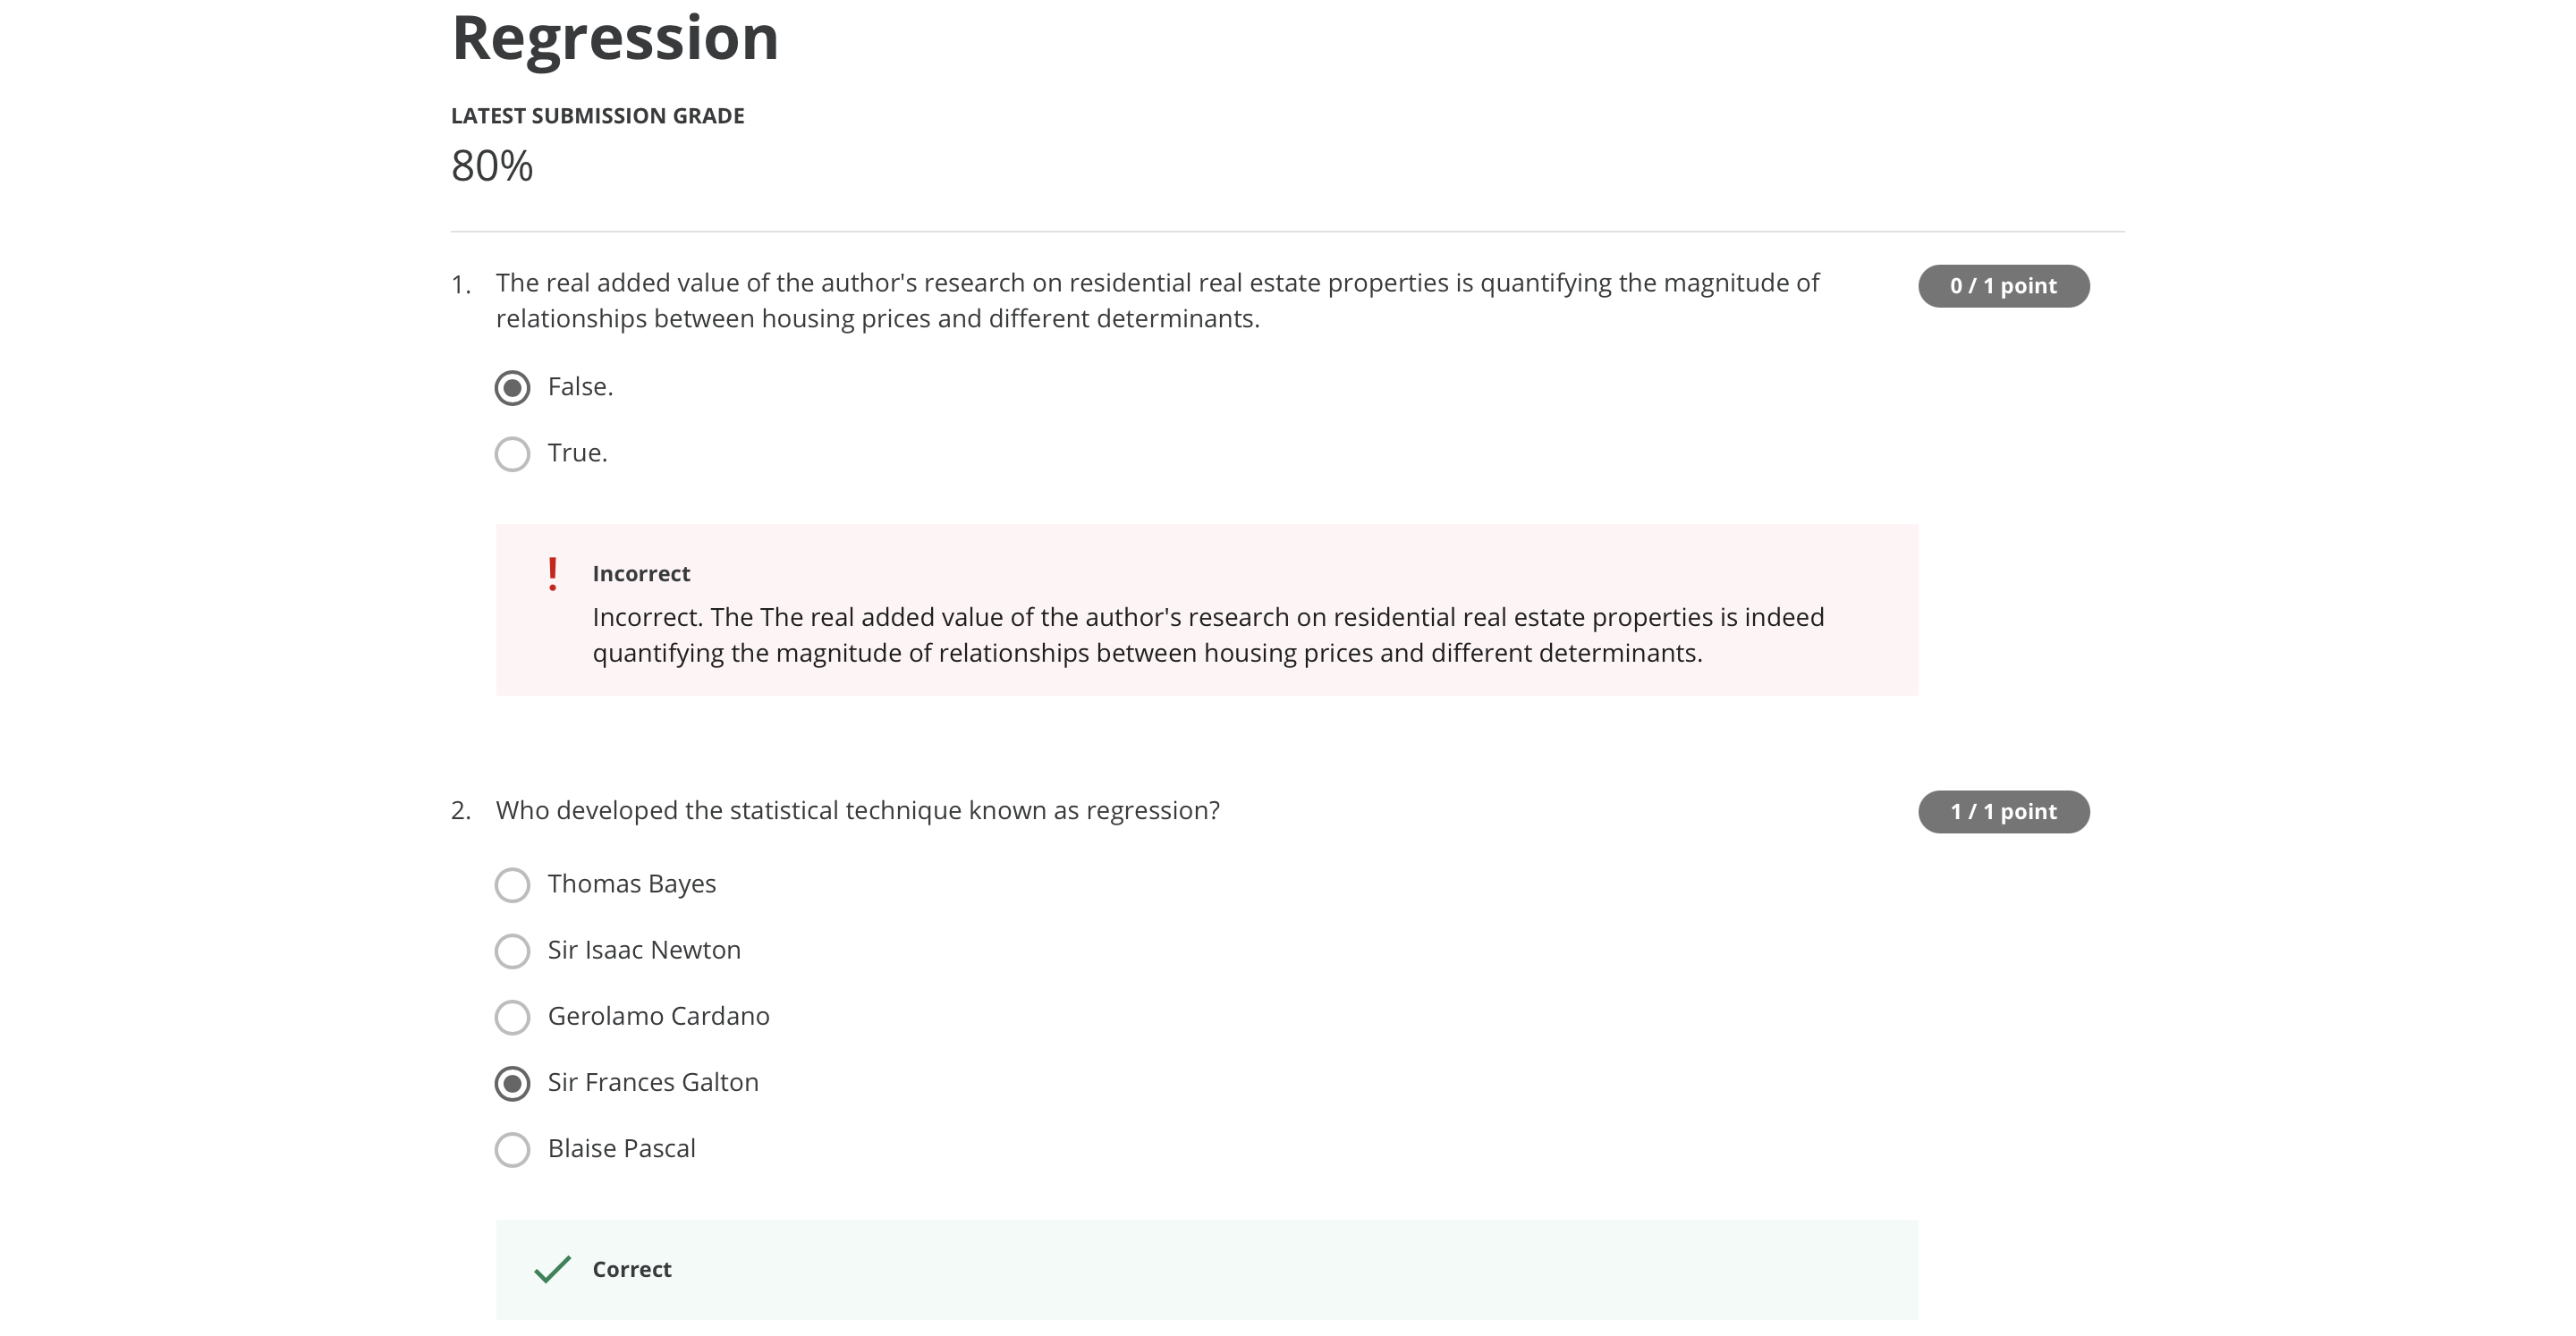 Regression
LATEST SUBMISSION GRADE
80%
1. The real added value of the author's research on residential real estate properties is quantifying the magnitude of
relationships between housing prices and different determinants.
0 / 1 point
False.
True.
Incorrect
Incorrect. The The real added value of the author's research on residential real estate properties is indeed
quantifying the magnitude of relationships between housing prices and different determinants.
2. Who developed the statistical technique known as regression?
1 / 1 point
Thomas Bayes
Sir Isaac Newton
Gerolamo Cardano
Sir Frances Galton
Blaise Pascal
Correct